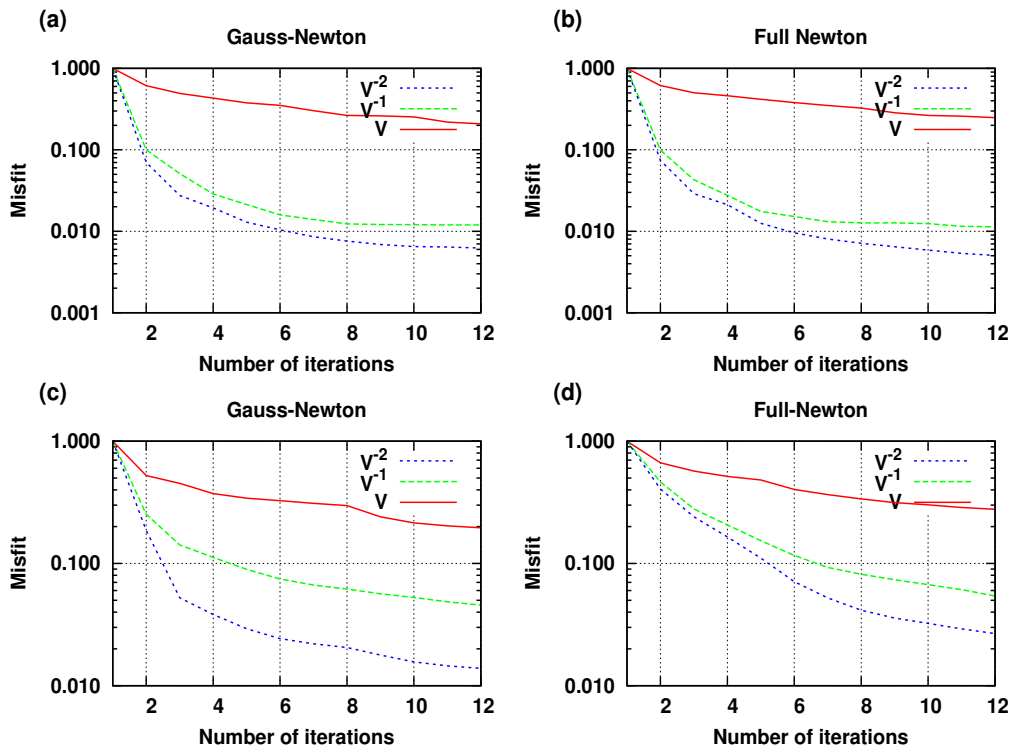 (a)
Gauss-Newton
1.000
0.100
0.010
0.001
Misfit
V-2
V-1
V
2 4 6 8 10 12
Number of iterations
(b)
Full Newton
1.000
0.100
0.010
0.001
Misfit
V-2
V-1
V
2 4 6 8 10 12
Number of iterations
(c)
Gauss-Newton
1.000
0.100
0.010
Misfit
V-2
V-1
V
2 4 6 8 10 12
Number of iterations
(d)
Full-Newton
1.000
0.100
0.010
Misfit
V-2
V-1
V
2 4 6 8 10 12
Number of iterations